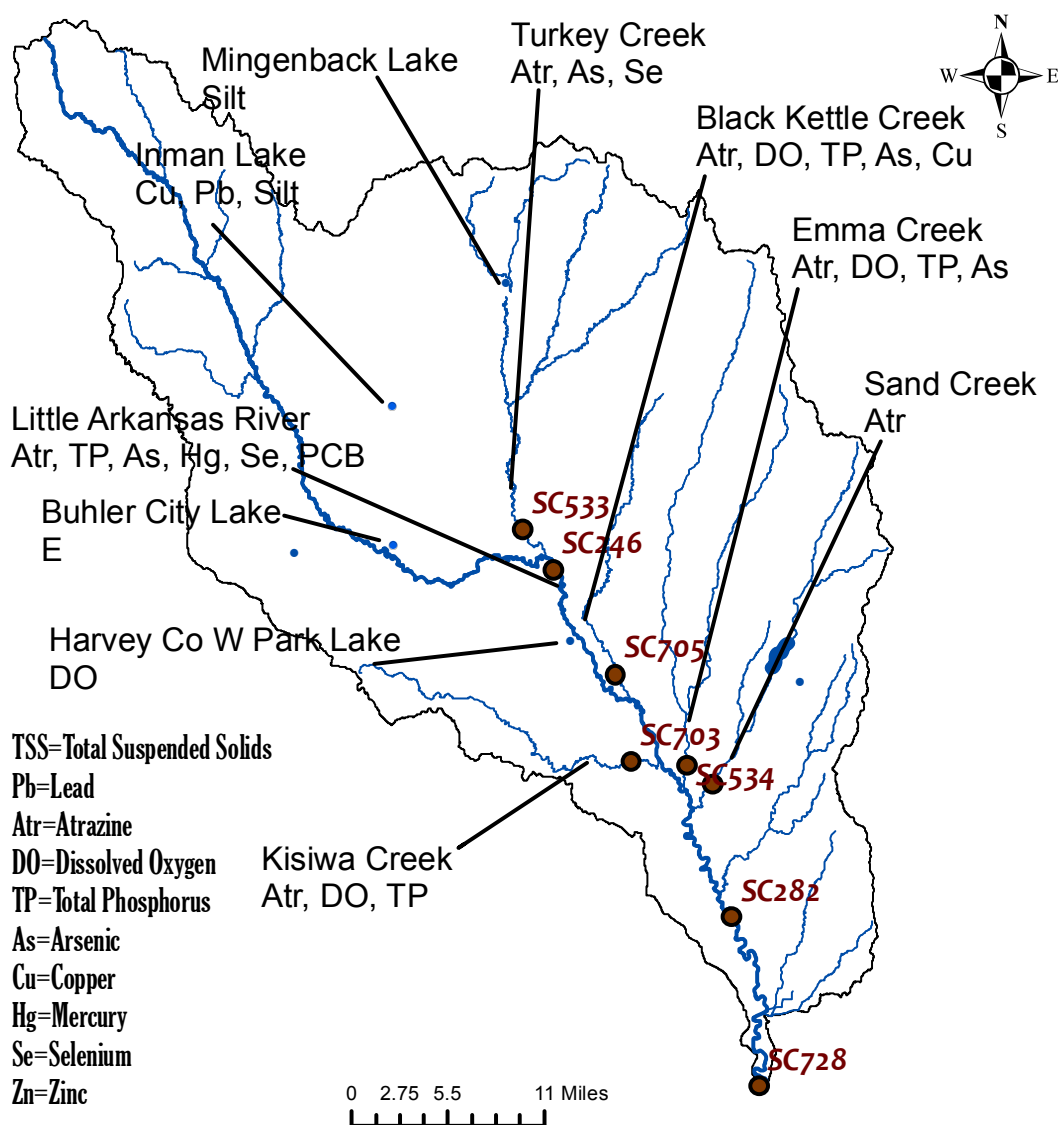 N
W E
S
Turkey Creek
Atr, As, Se
Mingenback Lake
Silt
Black Kettle Creek
Atr, DO, TP, As, Cu
Inman Lake
Cu, Pb, Silt
Emma Creek
Atr, DO, TP, As
Sand Creek
Atr
Little Arkansas River
Atr, TP, As, Hg, Se, PCB
Buhler City Lake
E
SC533
SC246
Harvey Co W Park Lake
DO
SC705
SC703
SC534
Kisiwa Creek
Atr, DO, TP
SC282
SC728
TSS=Total Suspended Solids
Pb=Lead
Atr=Atrazine
DO=Dissolved Oxygen
TP=Total Phosphorus
As=Arsenic
Cu=Copper
Hg=Mercury
Se=Selenium
Zn=Zinc
0 2.75 5.5 11 Miles